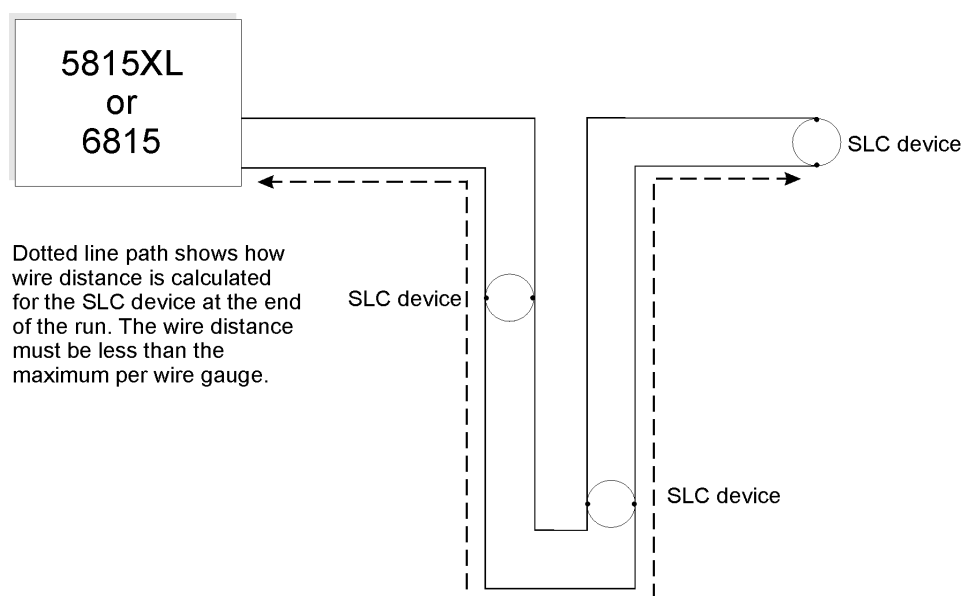 5815XL
or
6815
SLC device
Dotted line path shows how
wire distance is calculated
for the SLC device at the end
of the run. The wire distance
must be less than the
maximum per wire gauge.
SLC device
SLC device